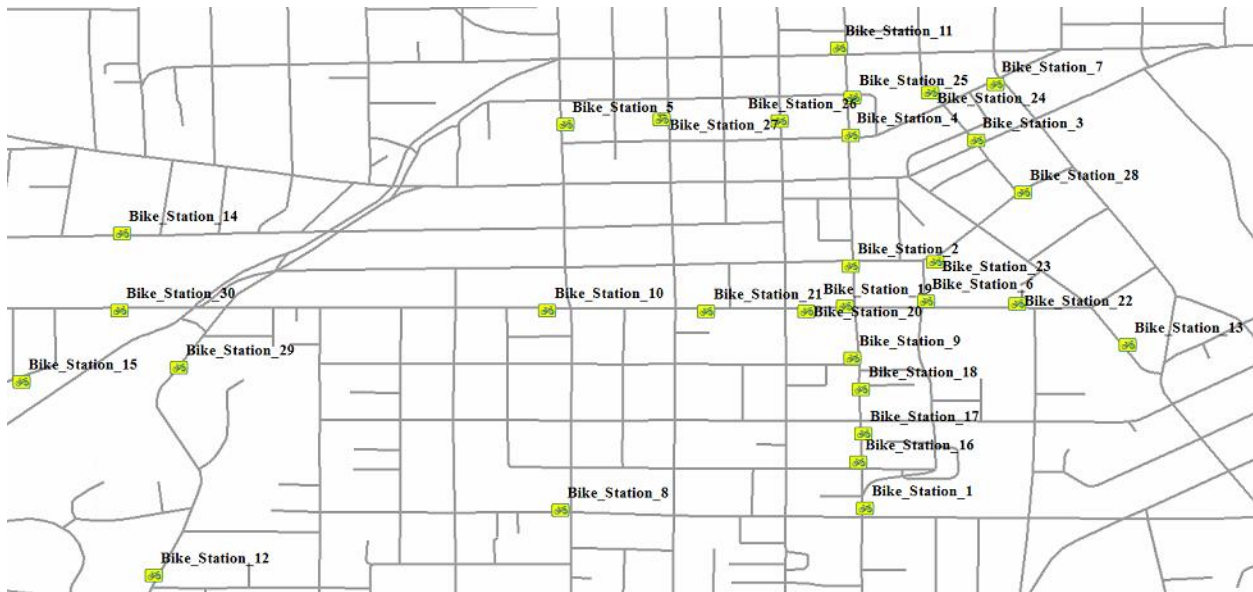 Bike_Station_11
Bike_Station_7
Bike_Station_25
Bike_Station_24
Bike_Station_5
Bike_Station_26
Bike_Station_27
Bike_Station_4
Bike_Station_3
Bike_Station_28
Bike_Station_14
Bike_Station_2
Bike_Station_23
Bike_Station_30
Bike_Station_10
Bike_Station_21
Bike_Station_19
Bike_Station_6
Bike_Station_20
Bike_Station_22
Bike_Station_13
Bike_Station_15
Bike_Station_29
Bike_Station_9
Bike_Station_18
Bike_Station_17
Bike_Station_16
Bike_Station_8
Bike_Station_1
Bike_Station_12